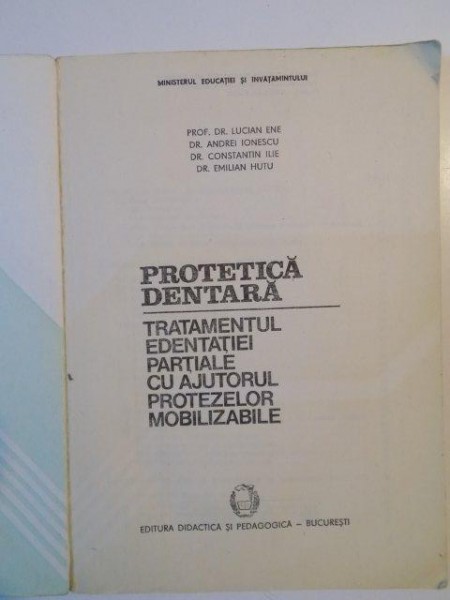 MINISTERUL EDUCAȚIEI ȘI ÎNVĂȚĂMÎNTULUI
PROF. DR. LUCIAN ENE
DR. ANDREI IONESCU
DR. CONSTANTIN ILIE
DR. EMILIAN HUTU
PROTETICĂ
DENTARĂ
TRATAMENTUL
EDENTAȚIEI
PARȚIALE
CU AJUTORUL
PROTEZELOR
MOBILIZABILE
EDITURA DIDACTICĂ ȘI PEDAGOGICĂ – BUCUREȘTI